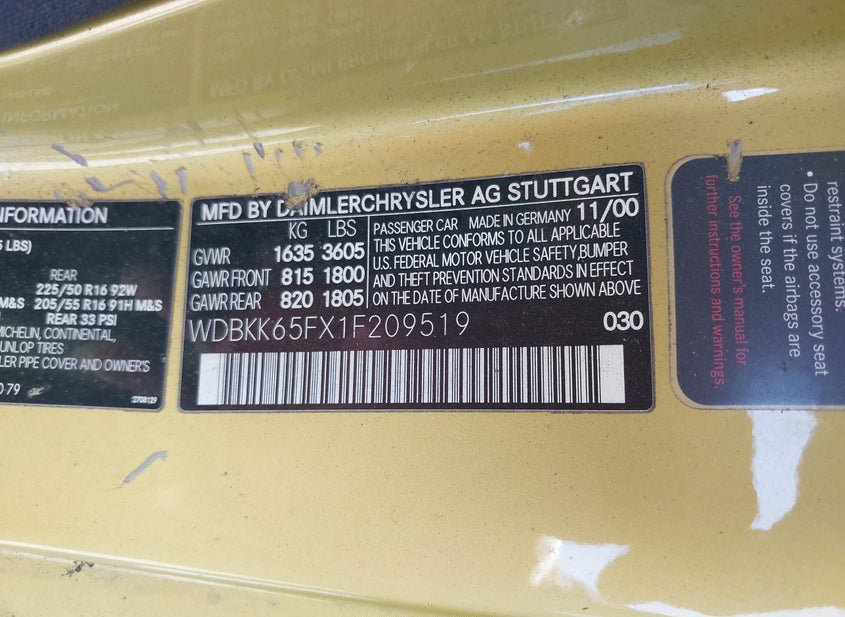 NFORMATION
LBS)
REAR
225/50 R16 92W
M&S 205/55 R16 91H M&S
REAR 33 PSI
MICHELIN, CONTINENTAL
DUNLOP TIRES
PIPE COVER AND OWNER'S
79
2708129
MFD BY DAIMLERCHRYSLER AG STUTTGART
KG LBS
GVWR 1635 3605
GAWR FRONT 815 1800
GAWR REAR 820 1805
PASSENGER CAR MADE IN GERMANY 11/00
THIS VEHICLE CONFORMS TO ALL APPLICABLE
U.S. FEDERAL MOTOR VEHICLE SAFETY,BUMPER
AND THEFT PREVENTION STANDARDS IN EFFECT
ON THE DATE OF MANUFACTURE SHOWN ABOVE
WDBKK65FX1F209519
030
restraint systems.
• Do not use accessory seat
covers if the airbags are
inside the seat.
See the owner's manual for
further instructions and warnings.